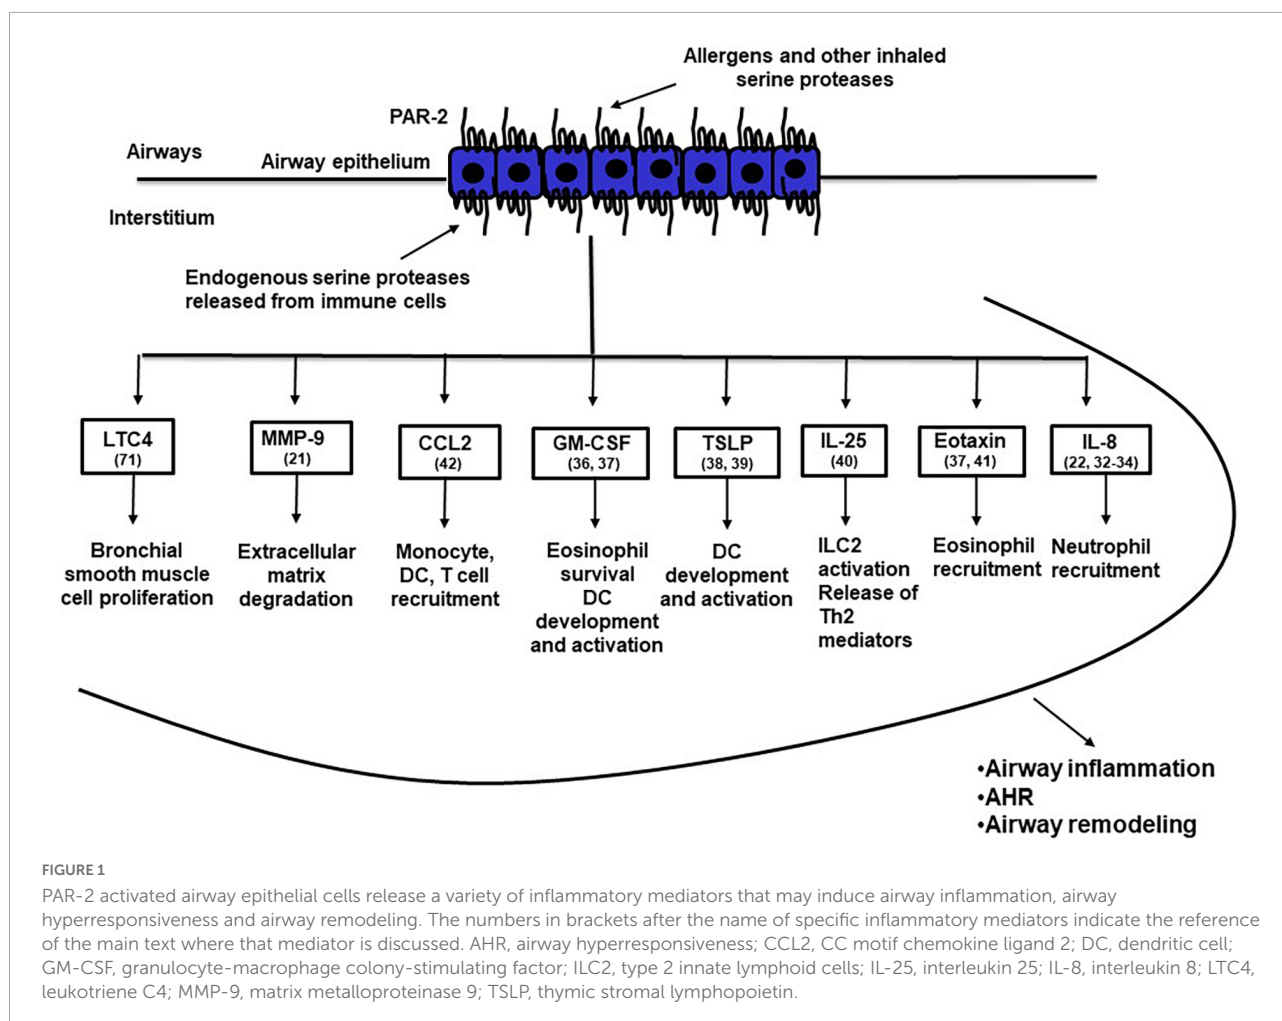 Allergens and other inhaled
serine proteases
PAR-2
Airways
Airway epithelium
Interstitium
Endogenous serine proteases
released from immune cells
LTC4
(71)
MMP-9
(21)
CCL2
(42)
GM-CSF
(36, 37)
TSLP
(38, 39)
IL-25
(40)
Eotaxin
(37, 41)
IL-8
(22, 32-34)
Bronchial
smooth muscle
cell proliferation
Extracellular
matrix
degradation
Monocyte,
DC, T cell
recruitment
Eosinophil
survival
DC
development
and activation
DC
development
and activation
ILC2
activation
Release of
Th2
mediators
Eosinophil
recruitment
Neutrophil
recruitment
•Airway inflammation
•AHR
•Airway remodeling
FIGURE 1
PAR-2 activated airway epithelial cells release a variety of inflammatory mediators that may induce airway inflammation, airway
hyperresponsiveness and airway remodeling. The numbers in brackets after the name of specific inflammatory mediators indicate the reference
of the main text where that mediator is discussed. AHR, airway hyperresponsiveness; CCL2, CC motif chemokine ligand 2; DC, dendritic cell;
GM-CSF, granulocyte-macrophage colony-stimulating factor; ILC2, type 2 innate lymphoid cells; IL-25, interleukin 25; IL-8, interleukin 8; LTC4,
leukotriene C4; MMP-9, matrix metalloproteinase 9; TSLP, thymic stromal lymphopoietin.